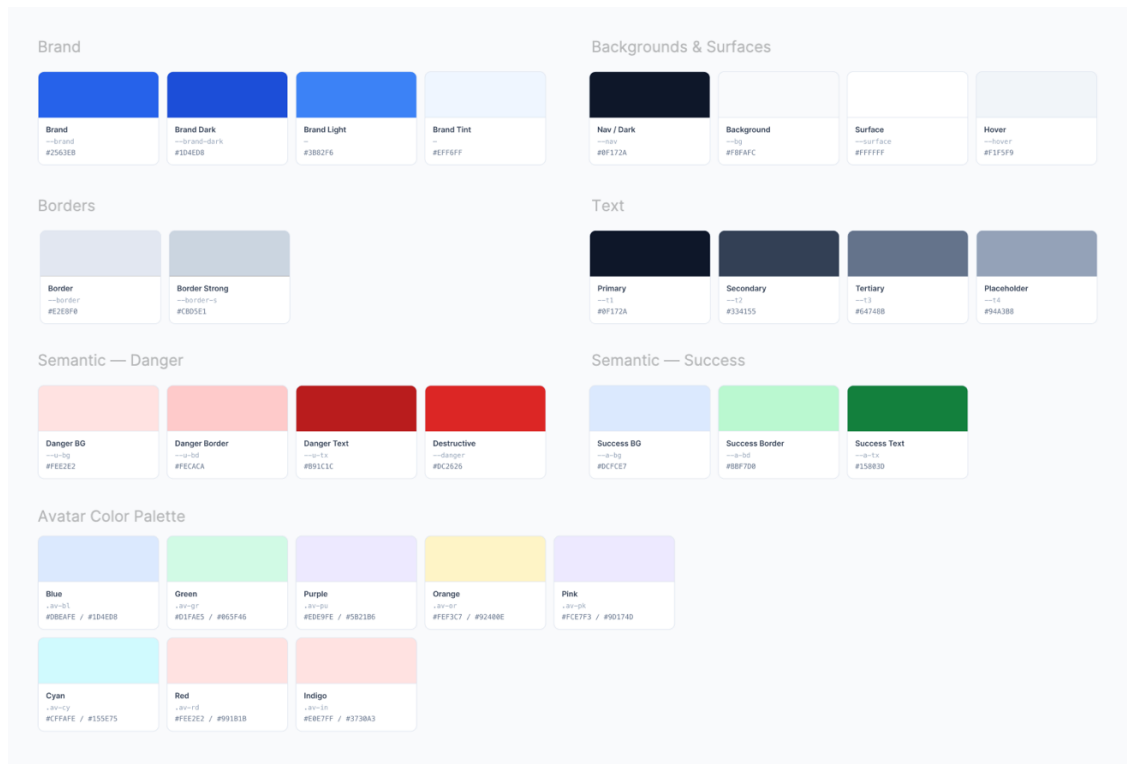 Brand
Brand
--brand
#2563EB
Brand Dark
--brand-dark
#1D4ED8
Brand Light
—
#3B82F6
Brand Tint
—
#EFF6FF
Backgrounds & Surfaces
Nav / Dark
--nav
#0F172A
Background
--bg
#F8FAFC
Surface
--surface
#FFFFFF
Hover
--hover
#F1F5F9
Borders
Border
--border
#E2E8F0
Border Strong
--border-s
#CBD5E1
Text
Primary
--t1
#0F172A
Secondary
--t2
#334155
Tertiary
--t3
#64748B
Placeholder
--t4
#94A3B8
Semantic — Danger
Danger BG
--u-bg
#FEE2E2
Danger Border
--u-bd
#FECACA
Danger Text
--u-tx
#B91C1C
Destructive
--danger
#DC2626
Semantic — Success
Success BG
--a-bg
#DCFCE7
Success Border
--a-bd
#BBF7D0
Success Text
--a-tx
#15803D
Avatar Color Palette
Blue
.av-bl
#DBEAFE / #1D4ED8
Green
.av-gr
#D1FAE5 / #065F46
Purple
.av-pu
#EDE9FE / #5B21B6
Orange
.av-or
#FEF3C7 / #92400E
Pink
.av-pk
#FCE7F3 / #9D174D
Cyan
.av-cy
#CFFAFE / #155E75
Red
.av-rd
#FEE2E2 / #991B1B
Indigo
.av-in
#E0E7FF / #3730A3